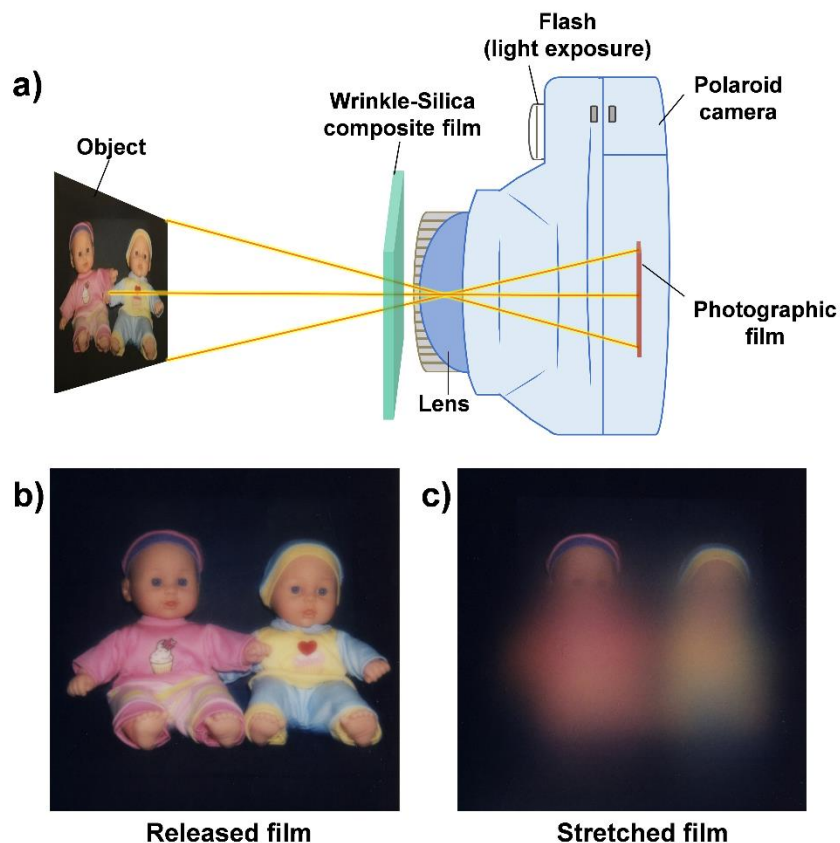 a)
Flash
(light exposure)
Wrinkle-Silica
composite film
Polaroid
camera
Object
Photographic
film
Lens
b)
c)
Released film
Stretched film